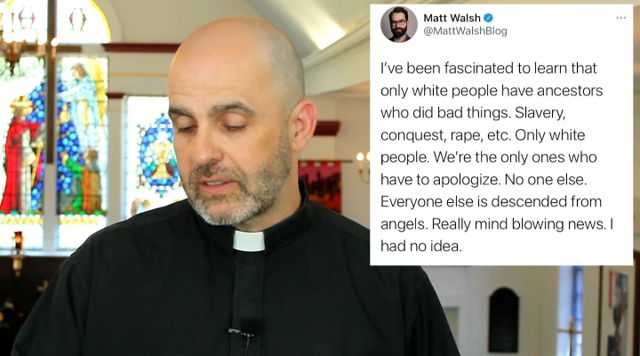 Matt Walsh
@MattWalshBlog
I've been fascinated to learn that
only white people have ancestors
who did bad things. Slavery,
conquest, rape, etc. Only white
people. We're the only ones who
have to apologize. No one else.
Everyone else is descended from
angels. Really mind blowing news. I
had no idea.